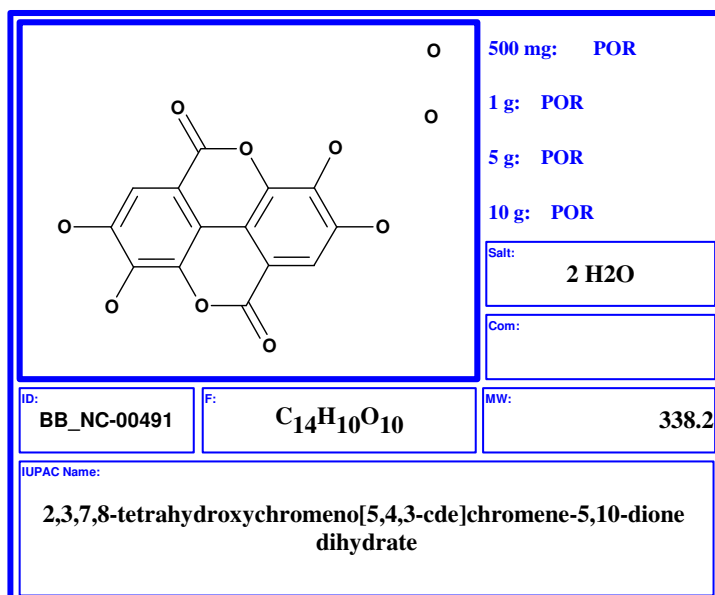 O
O
O
O
O
O
O
O
O
O
500 mg: POR
1 g: POR
5 g: POR
10 g: POR
Salt:
2 H2O
Com:
ID:
BB_NC-00491
F:
C14H10O10
MW:
338.2
IUPAC Name:
2,3,7,8-tetrahydroxychromeno[5,4,3-cde]chromene-5,10-dione
dihydrate